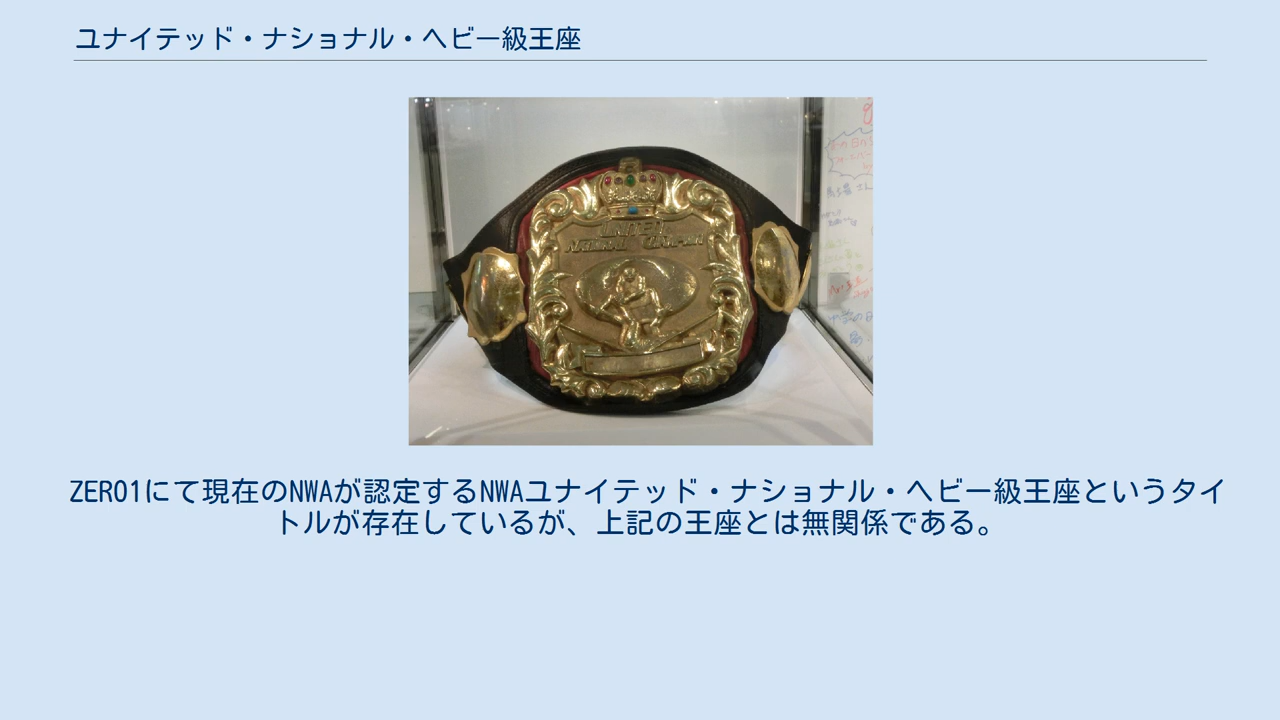 ユナイテッド・ナショナル・ヘビー級王座
UNITED
NATIONAL CHAMPION
ZERO1にて現在のNWAが認定するNWAユナイテッド・ナショナル・ヘビー級王座というタイ
トルが存在しているが、上記の王座とは無関係である。